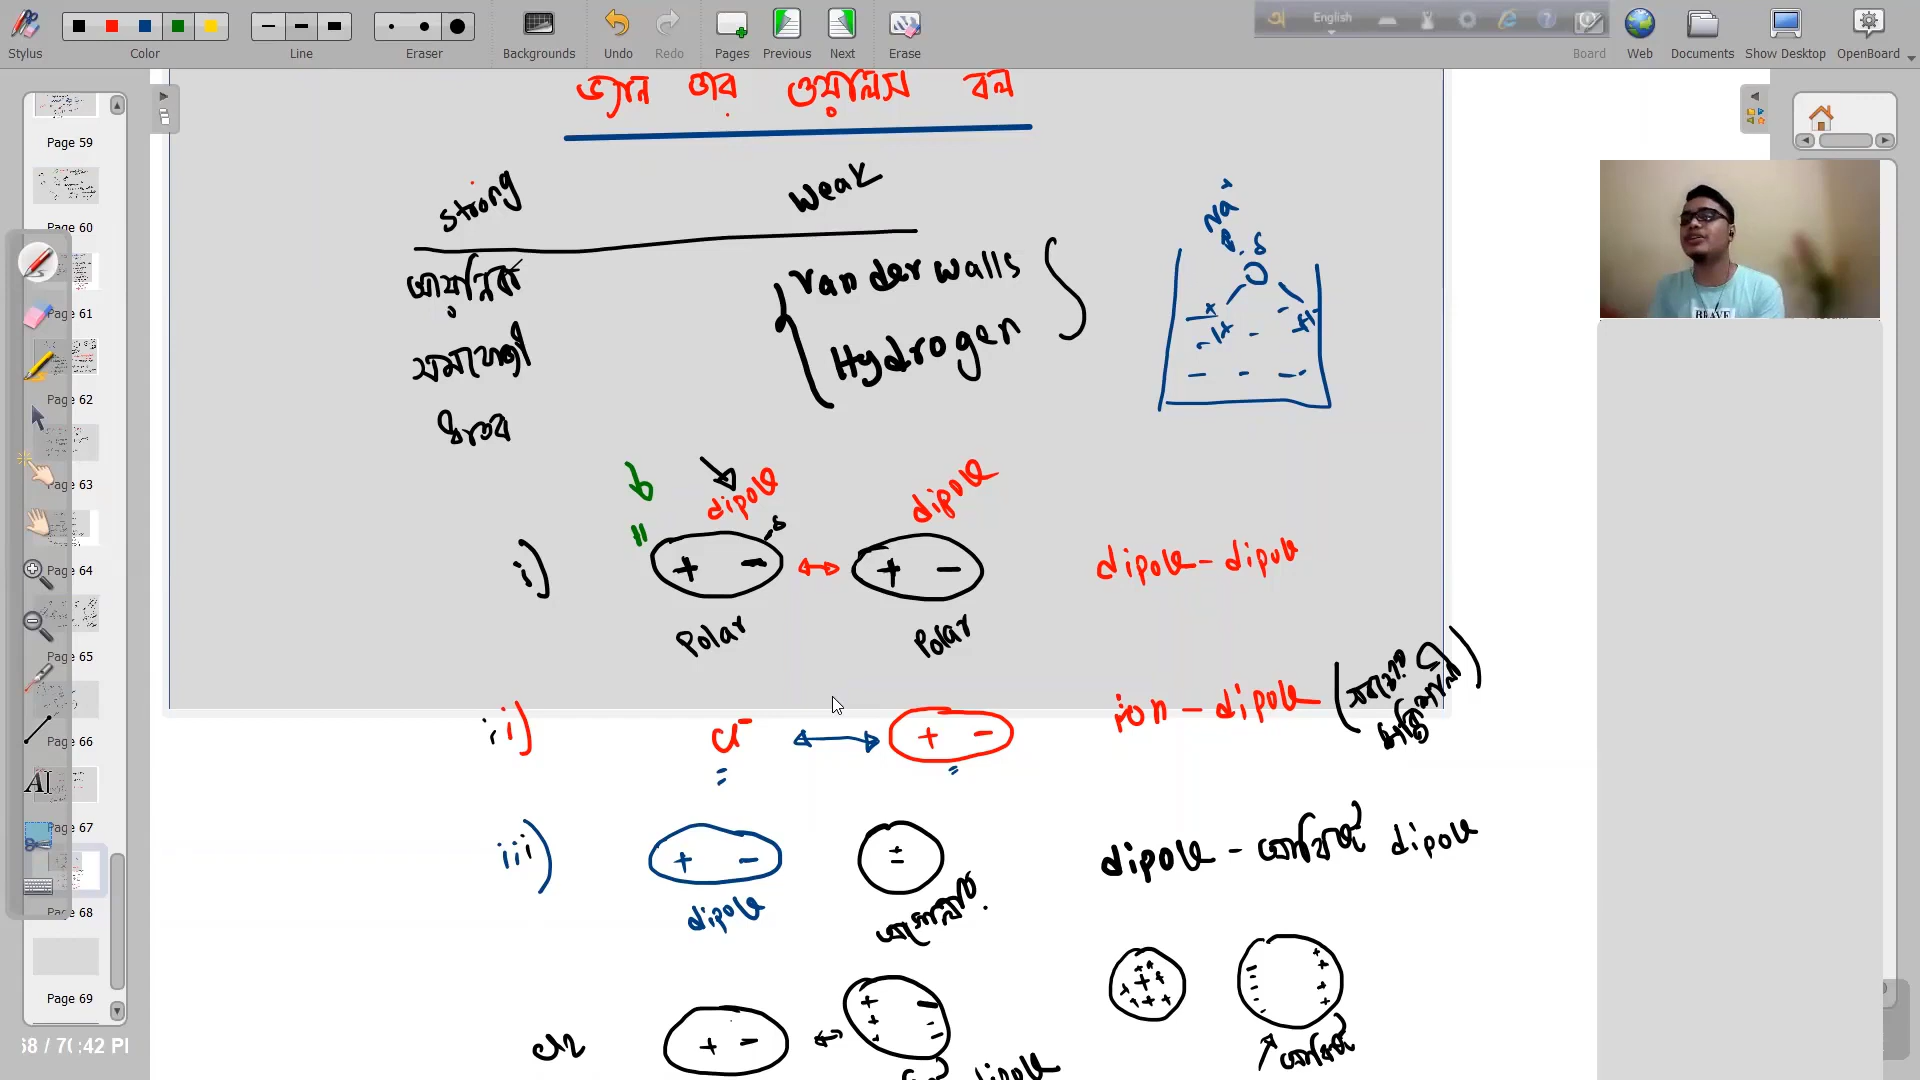 Stylus
Color
Line
Eraser
Backgrounds
Undo
Redo
Pages
Previous
Next
Erase
English
Board
Web
Documents
Show Desktop
OpenBoard
Page 59
Page 60
Page 61
Page 62
Page 63
Page 64
Page 65
Page 66
Page 67
Page 68
Page 69
ভ্যান ডার ওয়ালস বল
strong weak
আয়নিক van der walls
সমযোজী Hydrogen
ধাতব
Na+
BRAVE
dipole dipole
i) + - + - dipole - dipole
Polar Polar
ii) Cl- + - ion - dipole
iii) + - dipole - আবিষ্ট dipole
dipole
Cl2 + - dipole আবিষ্ট